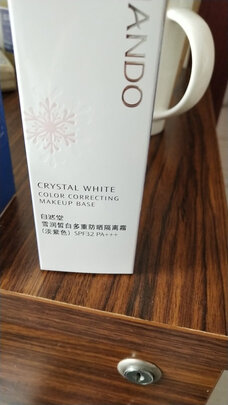 ANDO
CRYSTAL WHITE
COLOR CORRECTING
MAKEUP BASE
自然堂
雪润皙白多重防晒隔离霜
(淡紫色) SPF32 PA+++